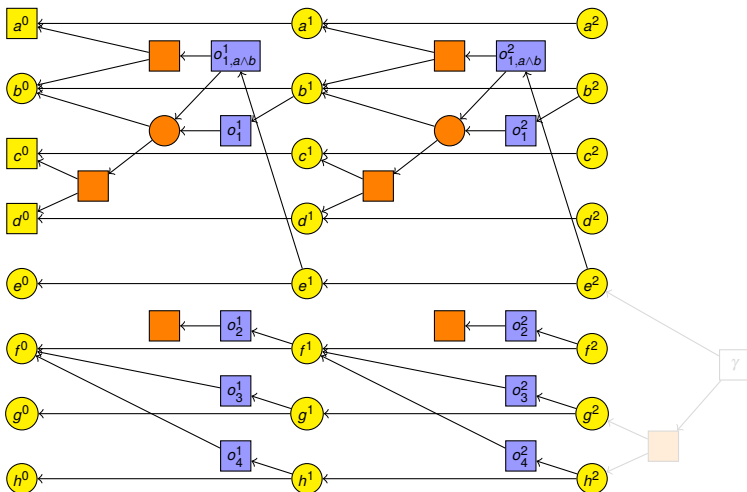 a⁰ a¹ a²
o¹₁,a∧b o²₁,a∧b
b⁰ b¹ b²
o¹₁ o²₁
c⁰ c¹ c²
d⁰ d¹ d²
e⁰ e¹ e²
o¹₂ o²₂
f⁰ f¹ f²
γ
o¹₃ o²₃
g⁰ g¹ g²
o¹₄ o²₄
h⁰ h¹ h²